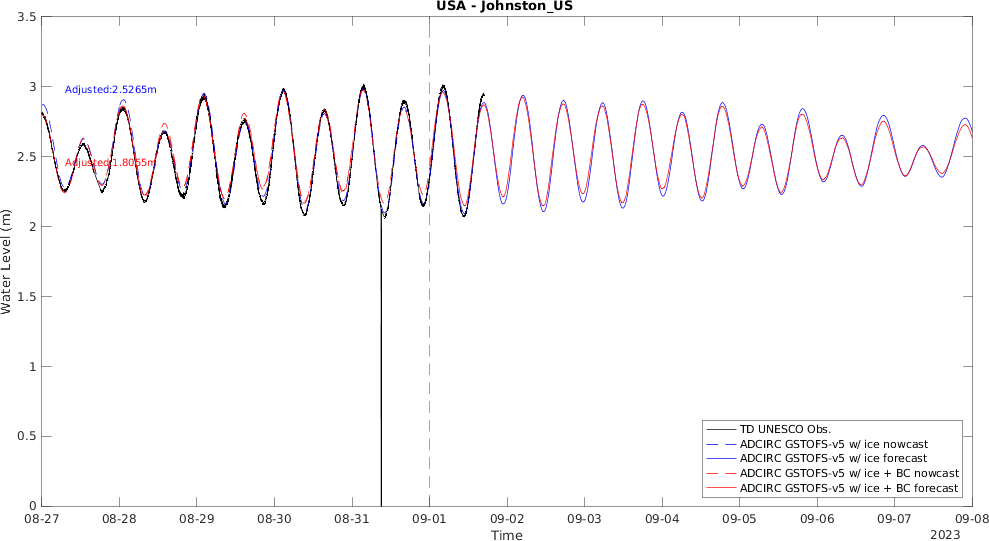 USA - Johnston_US
3.5
3
2.5
2
1.5
1
0.5
0
Water Level (m)
Adjusted:2.5265m
Adjusted:1.8055m
TD UNESCO Obs.
ADCIRC GSTOFS-v5 w/ ice nowcast
ADCIRC GSTOFS-v5 w/ ice forecast
ADCIRC GSTOFS-v5 w/ ice + BC nowcast
ADCIRC GSTOFS-v5 w/ ice + BC forecast
08-27 08-28 08-29 08-30 08-31 09-01 09-02 09-03 09-04 09-05 09-06 09-07 09-08
Time
2023